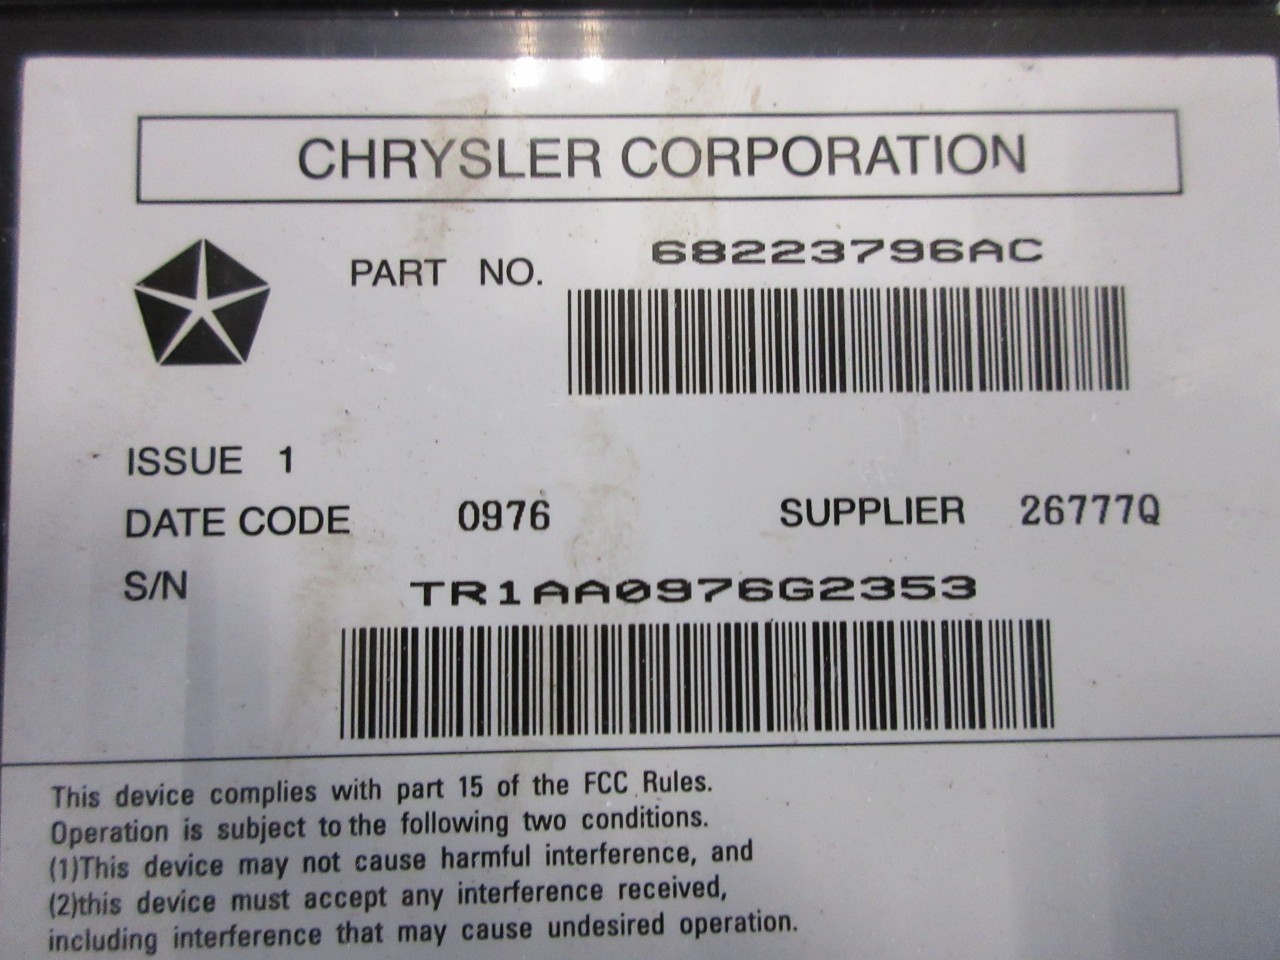 CHRYSLER CORPORATION
PART NO. 68223796AC
ISSUE 1
DATE CODE 0976 SUPPLIER 26777Q
S/N TR1AA0976G2353
This device complies with part 15 of the FCC Rules.
Operation is subject to the following two conditions.
(1)This device may not cause harmful interference, and
(2)this device must accept any interference received,
including interference that may cause undesired operation.